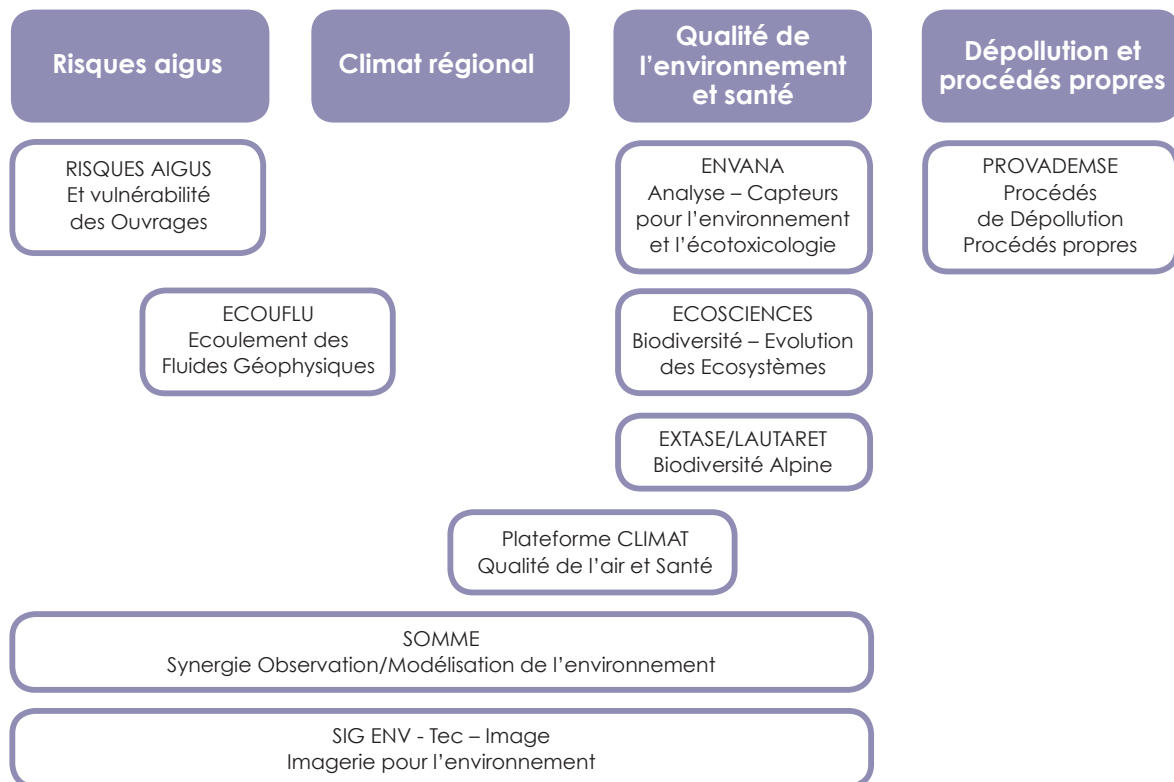 Risques aigus
Climat régional
Qualité de
l'environnement
et santé
Dépollution et
procédés propres
RISQUES AIGUS
Et vulnérabilité
des Ouvrages
ENVANA
Analyse – Capteurs
pour l'environnement
et l'écotoxicologie
PROVADEMSE
Procédés
de Dépollution
Procédés propres
ECOUFLU
Ecoulement des
Fluides Géophysiques
ECOSCIENCES
Biodiversité – Evolution
des Ecosystèmes
EXTASE/LAUTARET
Biodiversité Alpine
Plateforme CLIMAT
Qualité de l'air et Santé
SOMME
Synergie Observation/Modélisation de l'environnement
SIG ENV - Tec – Image
Imagerie pour l'environnement